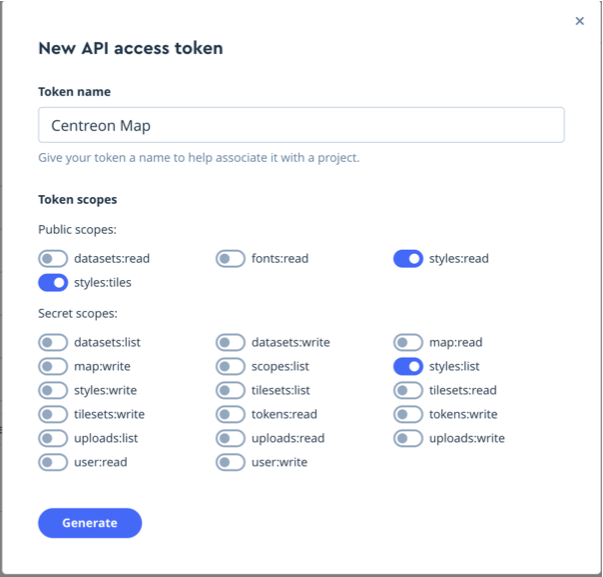 New API access token
Token name
Centreon Map
Give your token a name to help associate it with a project.
Token scopes
Public scopes:
datasets:read fonts:read styles:read
styles:tiles
Secret scopes:
datasets:list datasets:write map:read
map:write scopes:list styles:list
styles:write tilesets:list tilesets:read
tilesets:write tokens:read tokens:write
uploads:list uploads:read uploads:write
user:read user:write
Generate